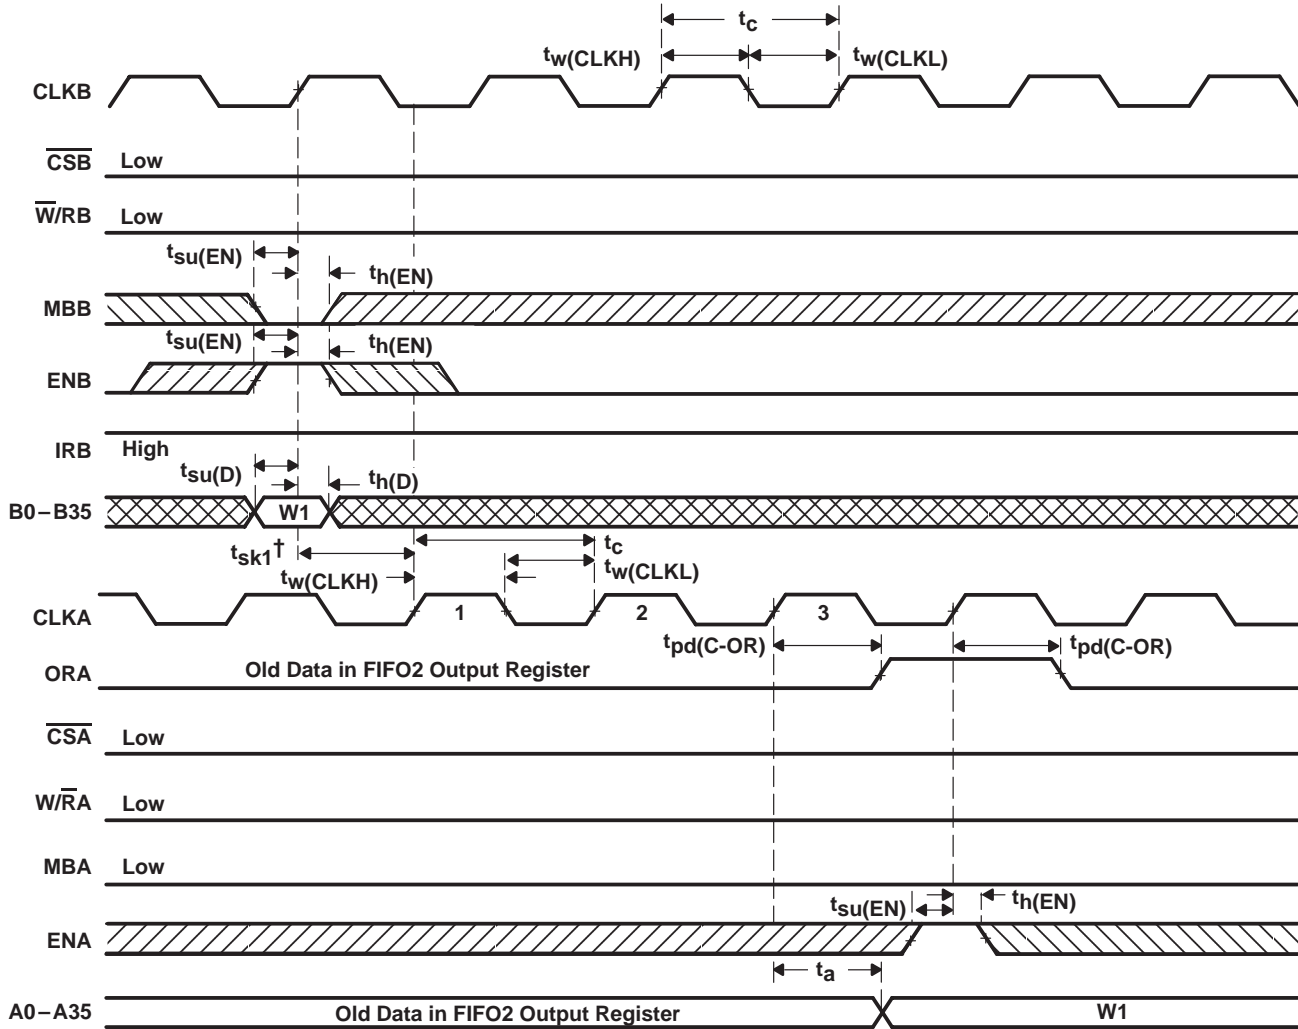 tc
tw(CLKH)
tw(CLKL)
CLKB
CSB Low
W/RB Low
tsu(EN)
th(EN)
MBB
tsu(EN)
th(EN)
ENB
IRB High
tsu(D)
th(D)
B0–B35 W1
tsk1†
tc
tw(CLKH)
tw(CLKL)
CLKA 1 2 3
tpd(C-OR)
tpd(C-OR)
ORA Old Data in FIFO2 Output Register
CSA Low
W/RA Low
MBA Low
tsu(EN)
th(EN)
ENA
ta
A0–A35 Old Data in FIFO2 Output Register W1